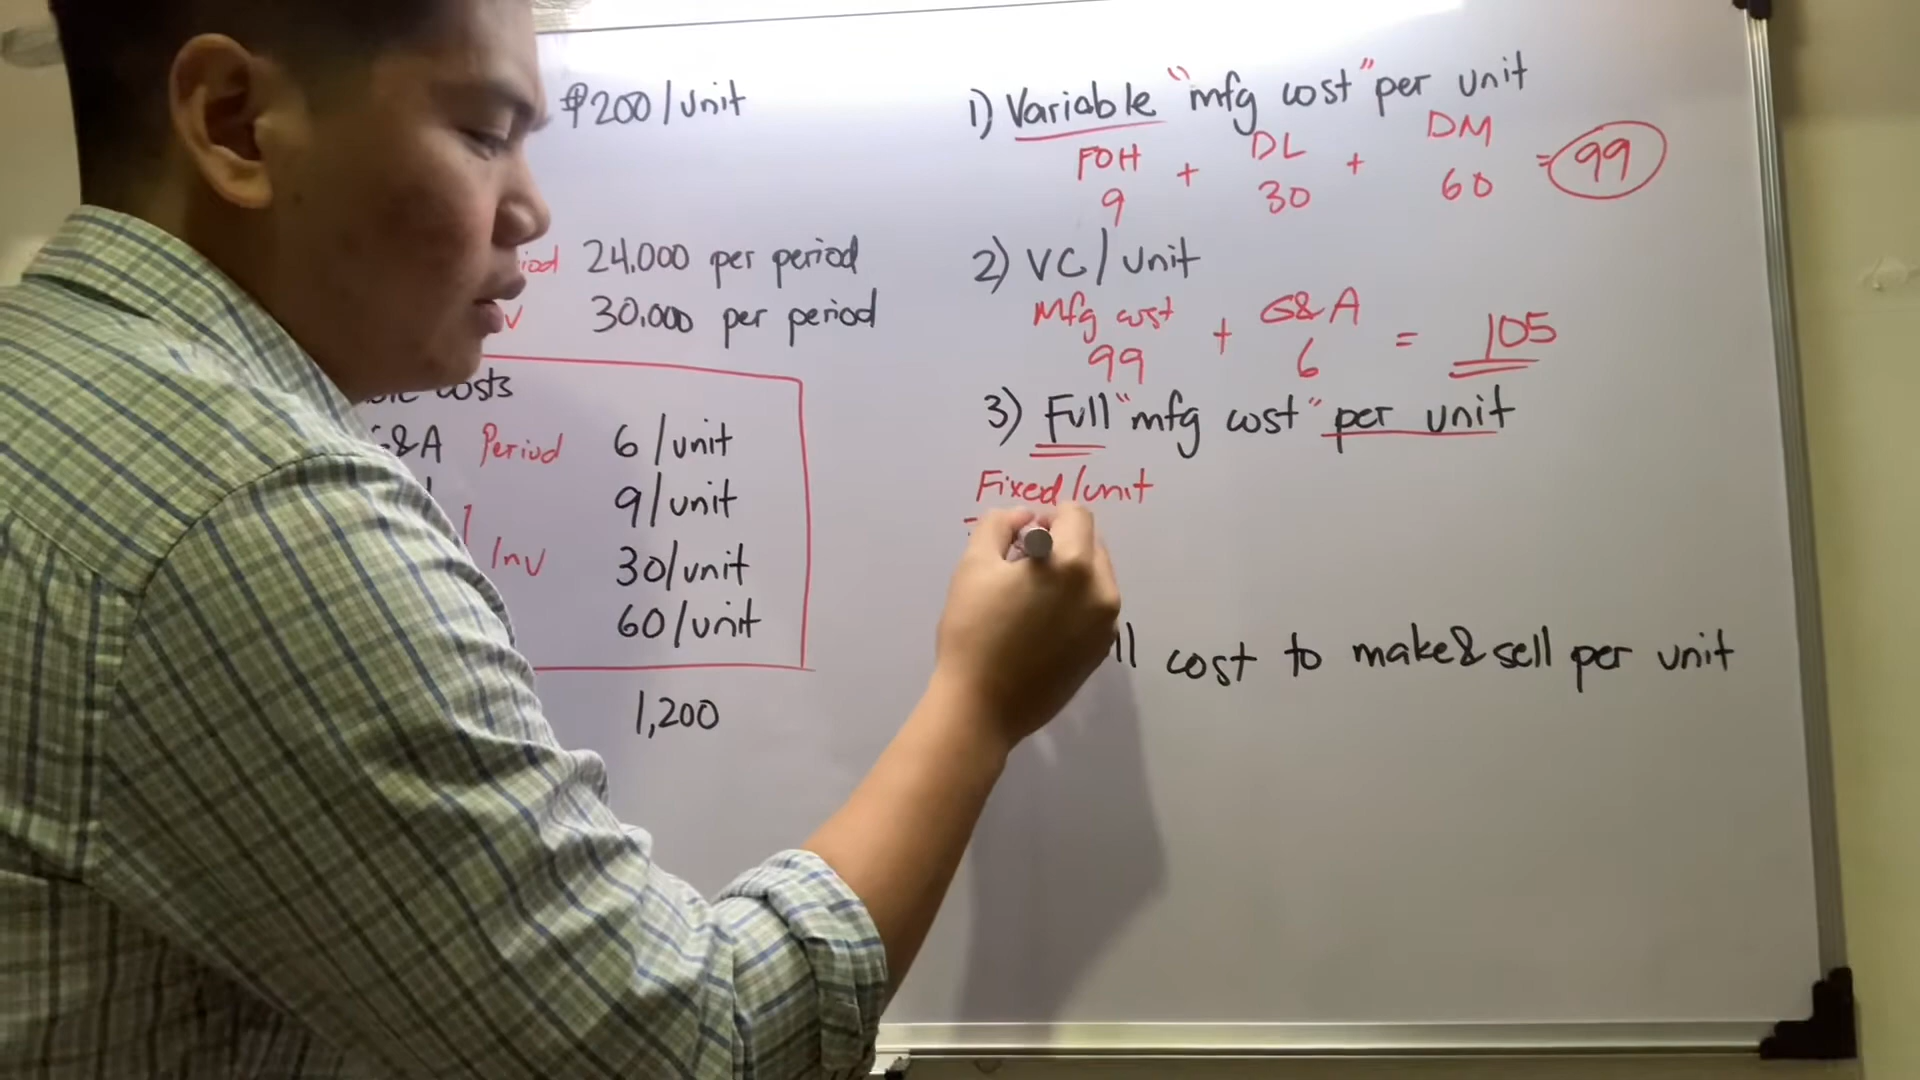 ₱200/unit
24,000 per period
30,000 per period
costs
G&A Period 6/unit
9/unit
Inv 30/unit
60/unit
1,200
1) Variable "mfg cost" per unit
FOH + DL + DM = 99
9 30 60
2) VC/unit
Mfg cost + G&A = 105
99 6
3) Full "mfg cost" per unit
Fixed/unit
cost to make & sell per unit